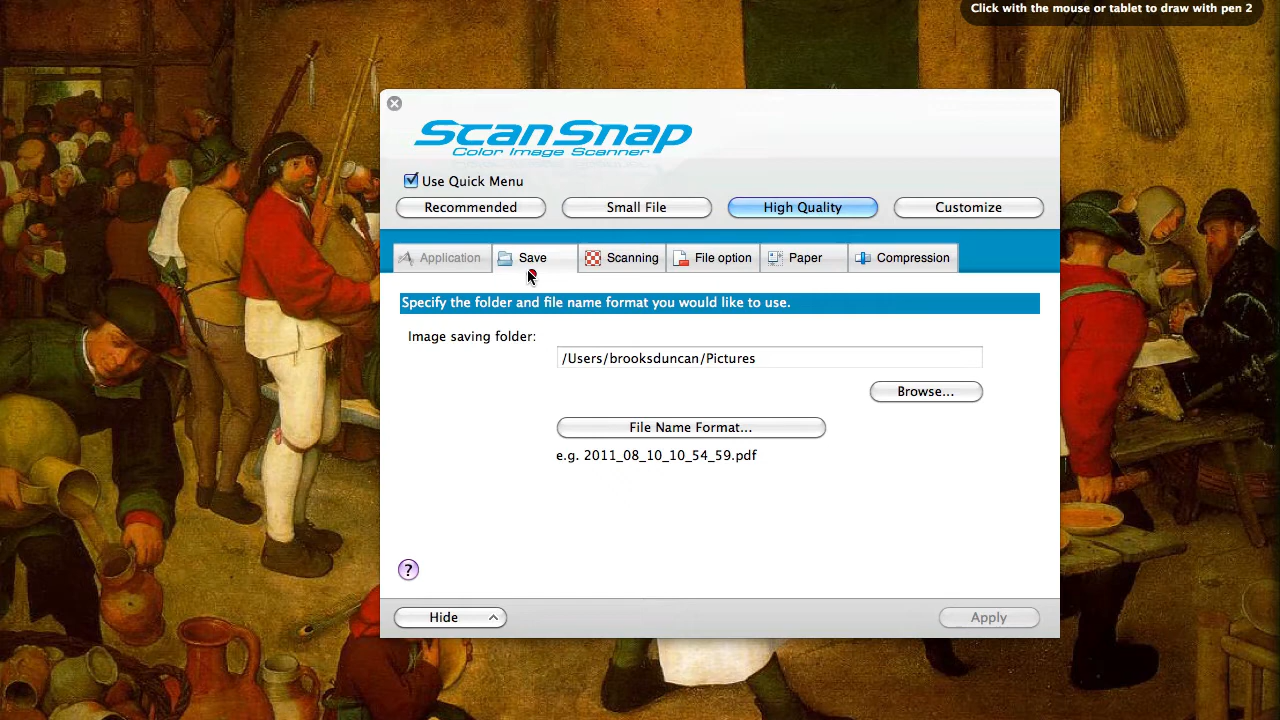 Click with the mouse or tablet to draw with pen 2
ScanSnap
Color Image Scanner
Use Quick Menu
Recommended Small File High Quality Customize
Application Save Scanning File option Paper Compression
Specify the folder and file name format you would like to use.
Image saving folder:
/Users/brooksduncan/Pictures
Browse...
File Name Format...
e.g. 2011_08_10_10_54_59.pdf
?
Hide Apply